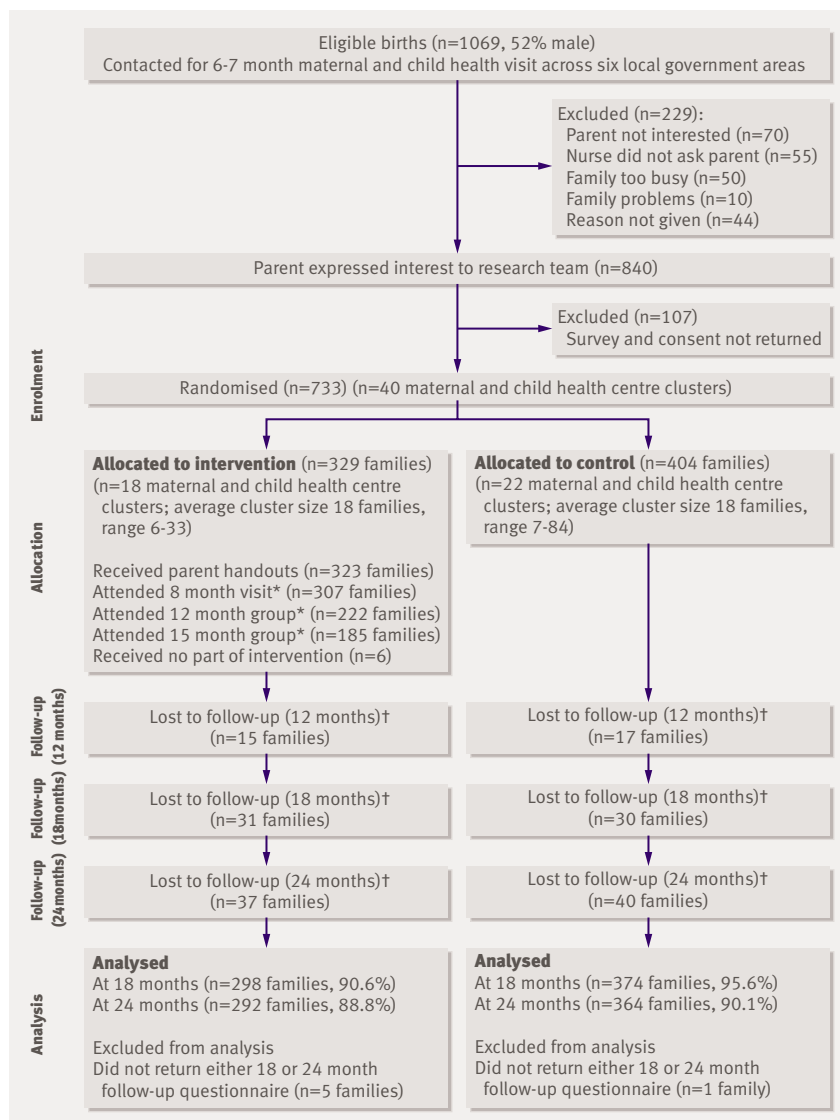 Eligible births (n=1069, 52% male)
Contacted for 6-7 month maternal and child health visit across six local government areas
Excluded (n=229):
Parent not interested (n=70)
Nurse did not ask parent (n=55)
Family too busy (n=50)
Family problems (n=10)
Reason not given (n=44)
Parent expressed interest to research team (n=840)
Excluded (n=107)
Survey and consent not returned
Enrolment
Randomised (n=733) (n=40 maternal and child health centre clusters)
Allocation
Allocated to intervention (n=329 families)
(n=18 maternal and child health centre
clusters; average cluster size 18 families,
range 6-33)
Received parent handouts (n=323 families)
Attended 8 month visit* (n=307 families)
Attended 12 month group* (n=222 families)
Attended 15 month group* (n=185 families)
Received no part of intervention (n=6)
Allocated to control (n=404 families)
(n=22 maternal and child health centre
clusters; average cluster size 18 families,
range 7-84)
Follow-up
(12 months)
Lost to follow-up (12 months)†
(n=15 families)
Lost to follow-up (12 months)†
(n=17 families)
Follow-up
(18months)
Lost to follow-up (18 months)†
(n=31 families)
Lost to follow-up (18 months)†
(n=30 families)
Follow-up
(24months)
Lost to follow-up (24 months)†
(n=37 families)
Lost to follow-up (24 months)†
(n=40 families)
Analysis
Analysed
At 18 months (n=298 families, 90.6%)
At 24 months (n=292 families, 88.8%)
Excluded from analysis
Did not return either 18 or 24 month
follow-up questionnaire (n=5 families)
Analysed
At 18 months (n=374 families, 95.6%)
At 24 months (n=364 families, 90.1%)
Excluded from analysis
Did not return either 18 or 24 month
follow-up questionnaire (n=1 family)